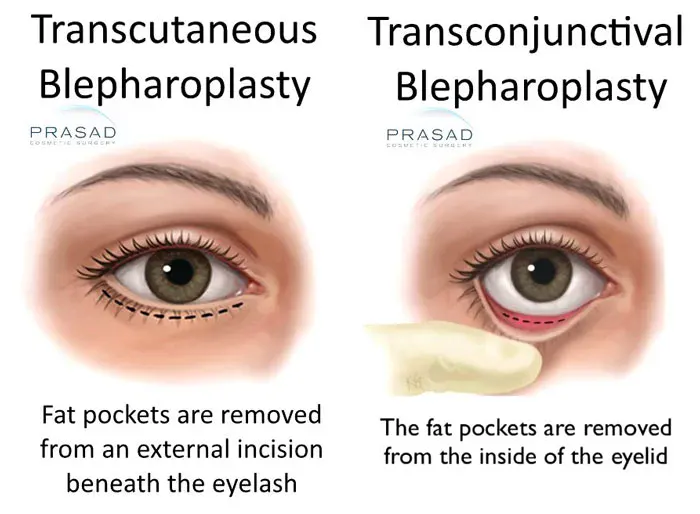 Transcutaneous
Blepharoplasty
PRASAD
COSMETIC SURGERY
Fat pockets are removed
from an external incision
beneath the eyelash
Transconjunctival
Blepharoplasty
PRASAD
COSMETIC SURGERY
The fat pockets are removed
from the inside of the eyelid